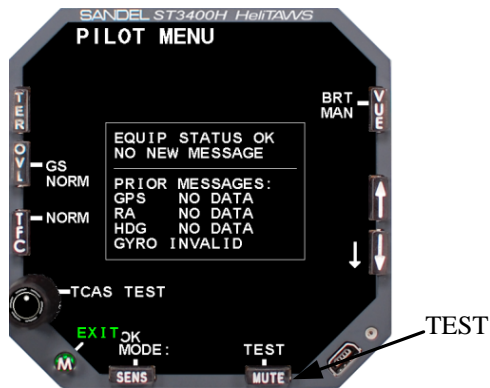 SANDEL ST3400H HeliTAWS
PILOT MENU
TER
BRT
MAN
VUE
EQUIP STATUS OK
NO NEW MESSAGE
OVL
GS
NORM
PRIOR MESSAGES:
GPS NO DATA
RA NO DATA
HDG NO DATA
GYRO INVALID
TFC
NORM
TCAS TEST
EXIT
OK
MODE:
TEST
TEST
M
SENS
MUTE